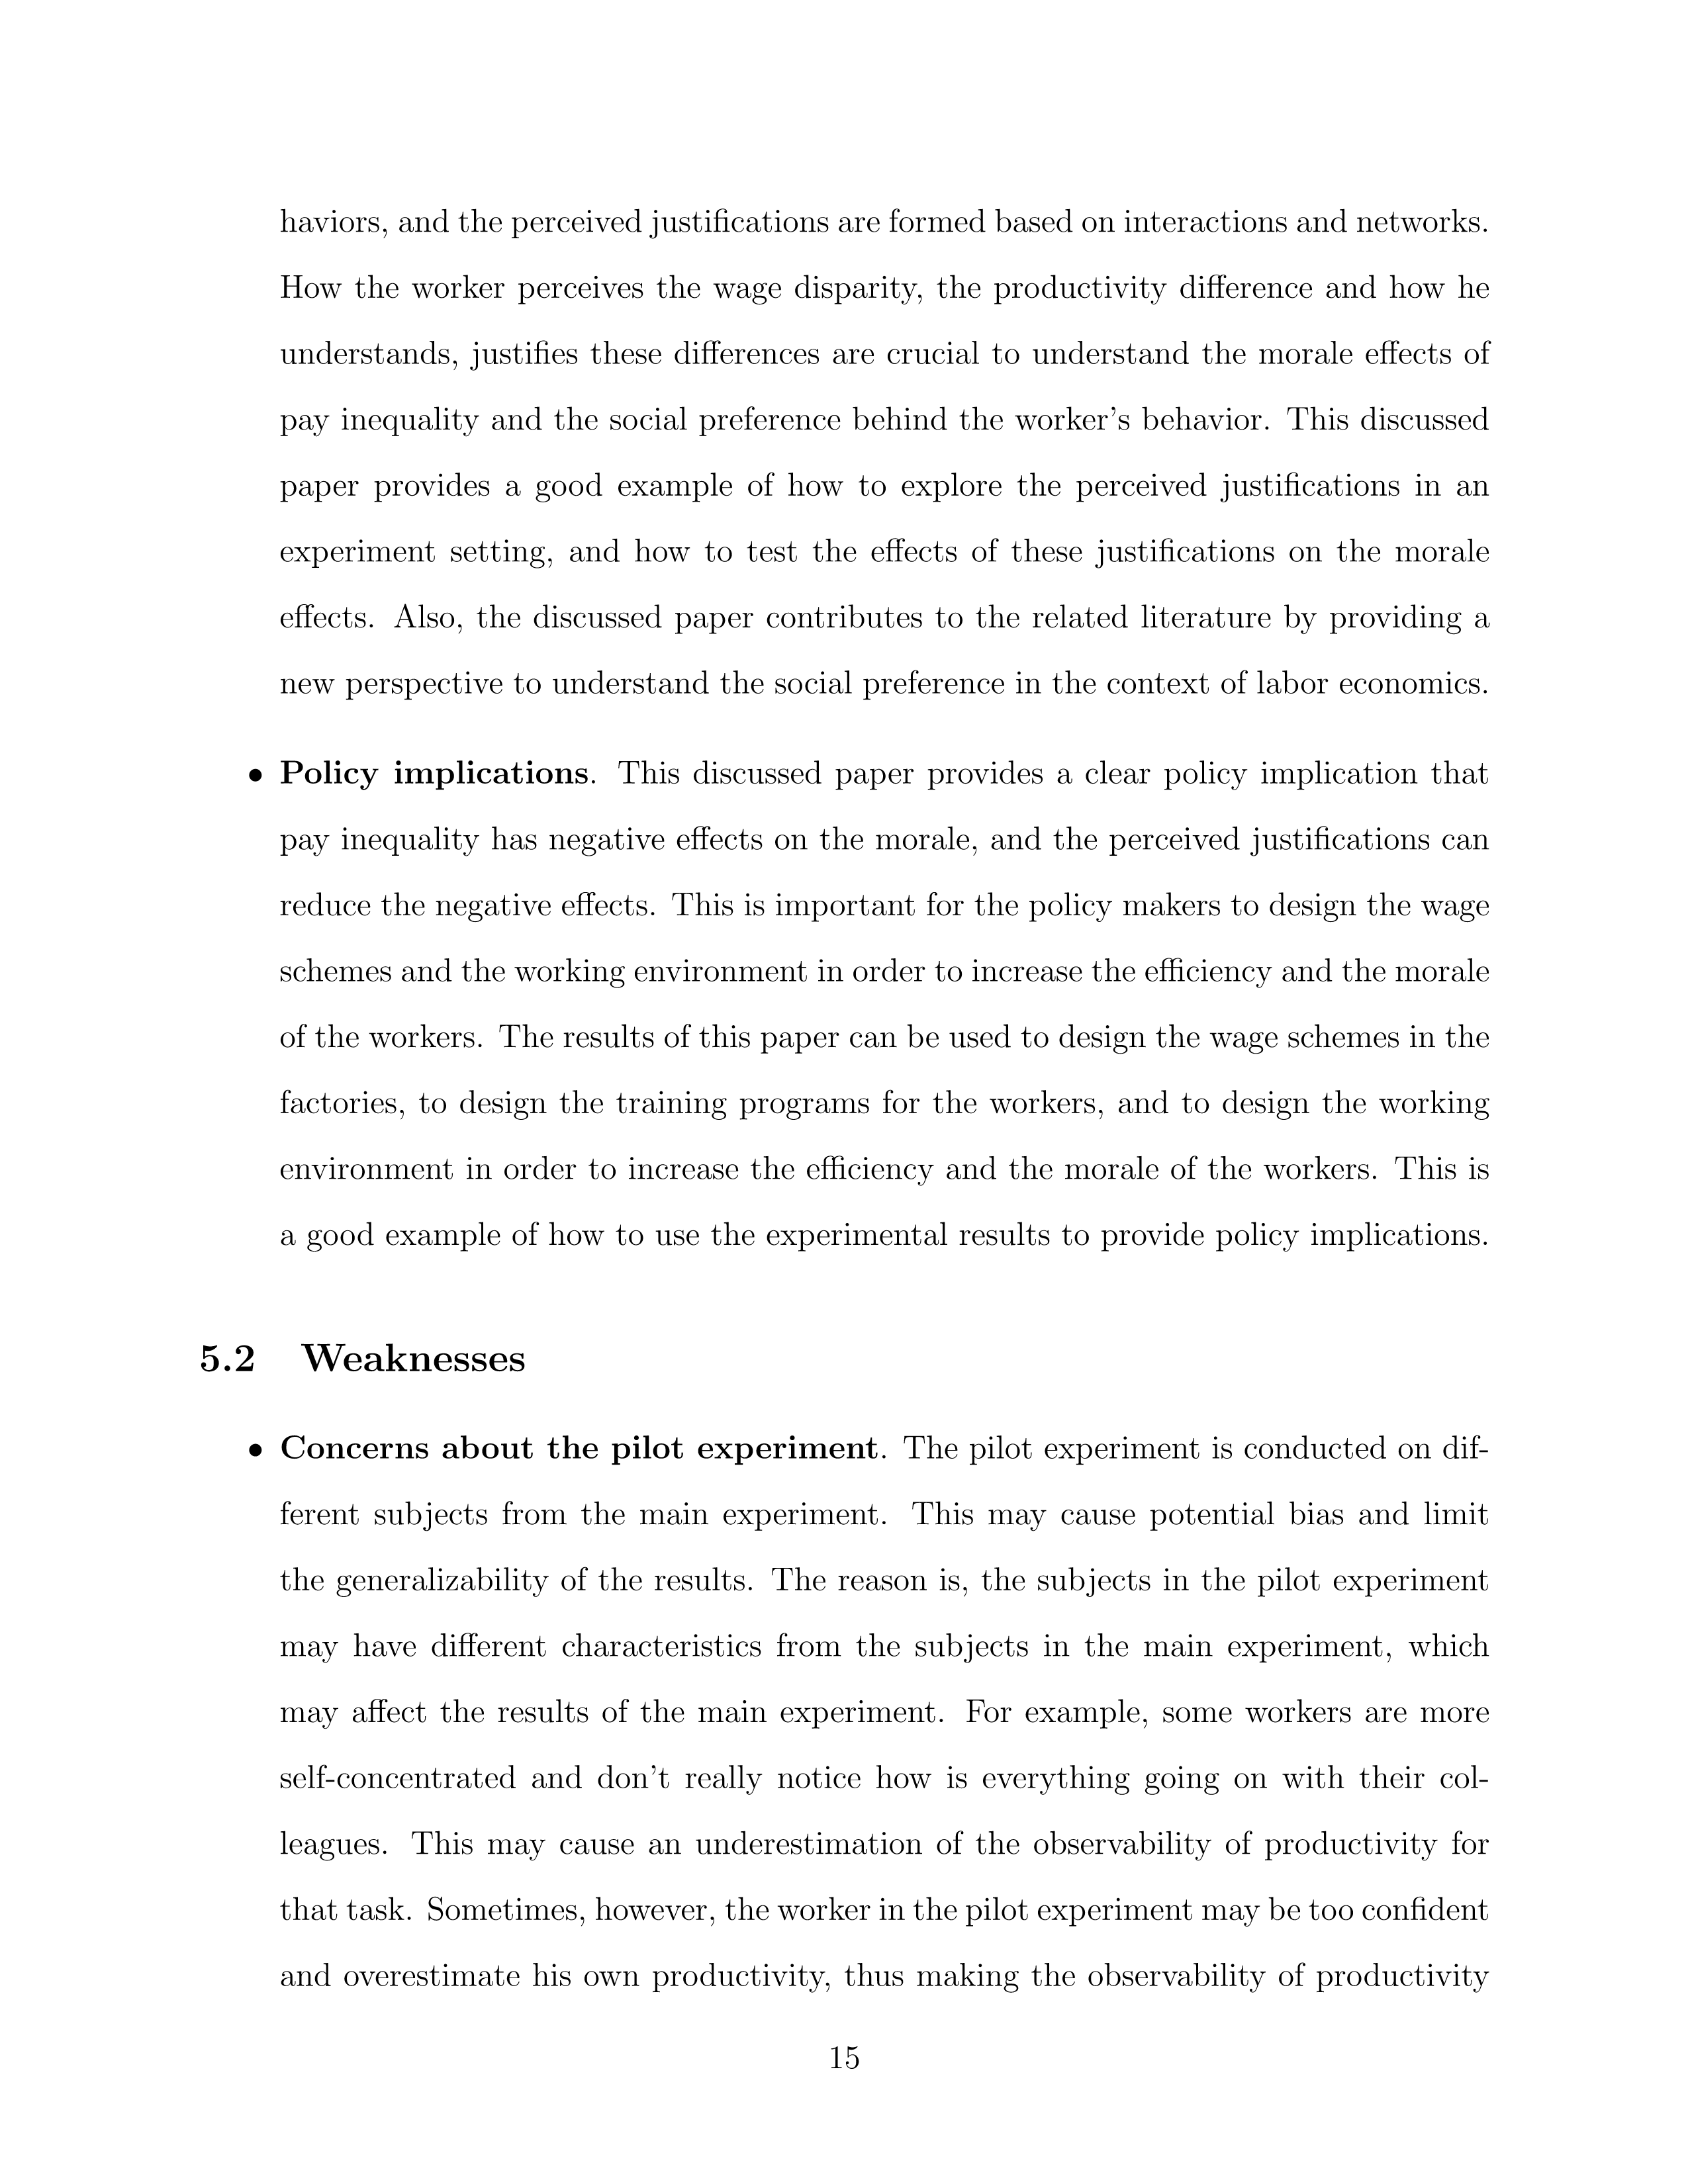 haviors, and the perceived justifications are formed based on interactions and networks.
How the worker perceives the wage disparity, the productivity difference and how he
understands, justifies these differences are crucial to understand the morale effects of
pay inequality and the social preference behind the worker's behavior. This discussed
paper provides a good example of how to explore the perceived justifications in an
experiment setting, and how to test the effects of these justifications on the morale
effects. Also, the discussed paper contributes to the related literature by providing a
new perspective to understand the social preference in the context of labor economics.
• Policy implications. This discussed paper provides a clear policy implication that
pay inequality has negative effects on the morale, and the perceived justifications can
reduce the negative effects. This is important for the policy makers to design the wage
schemes and the working environment in order to increase the efficiency and the morale
of the workers. The results of this paper can be used to design the wage schemes in the
factories, to design the training programs for the workers, and to design the working
environment in order to increase the efficiency and the morale of the workers. This is
a good example of how to use the experimental results to provide policy implications.
5.2 Weaknesses
• Concerns about the pilot experiment. The pilot experiment is conducted on dif-
ferent subjects from the main experiment. This may cause potential bias and limit
the generalizability of the results. The reason is, the subjects in the pilot experiment
may have different characteristics from the subjects in the main experiment, which
may affect the results of the main experiment. For example, some workers are more
self-concentrated and don't really notice how is everything going on with their col-
leagues. This may cause an underestimation of the observability of productivity for
that task. Sometimes, however, the worker in the pilot experiment may be too confident
and overestimate his own productivity, thus making the observability of productivity
15